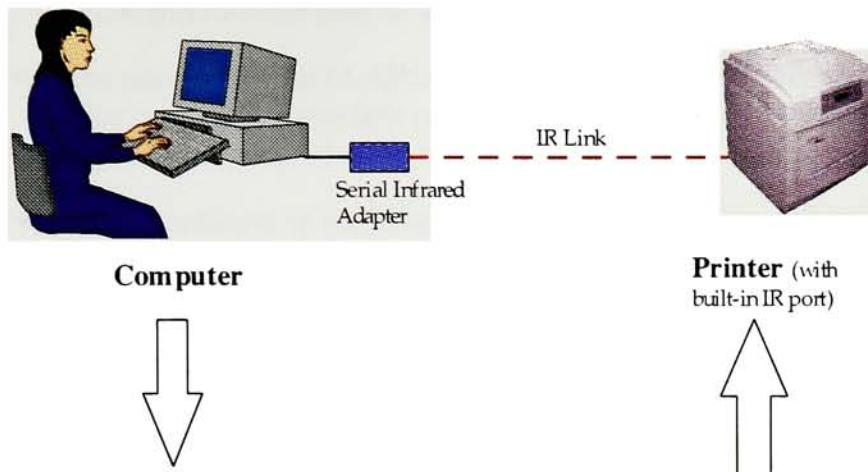 IR Link
Serial Infrared
Adapter
Computer
Printer (with
built-in IR port)